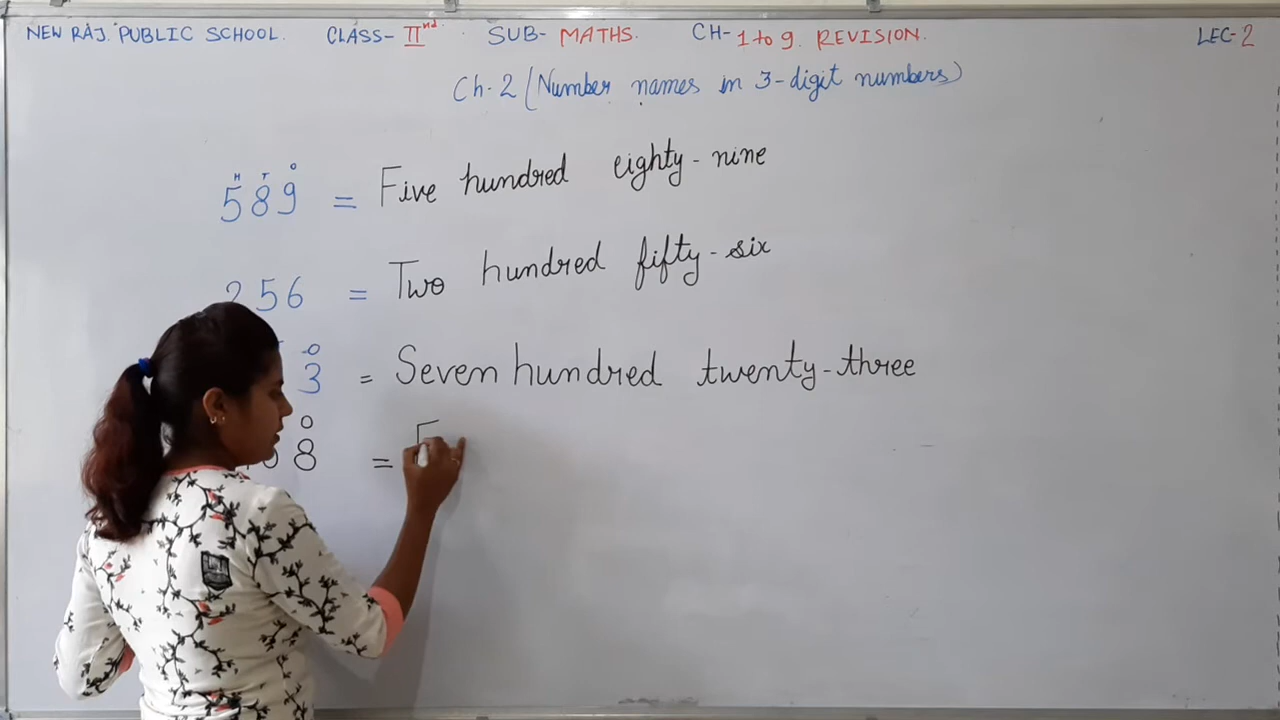 NEW RAJ. PUBLIC SCHOOL. CLASS- IInd. SUB- MATHS. CH- 1 to 9. REVISION. LEC-2
Ch-2 (Number names in 3-digit numbers)
H T O
589 = Five hundred eighty-nine
256 = Two hundred fifty-six
O
3 = Seven hundred twenty-three
O
8 = F